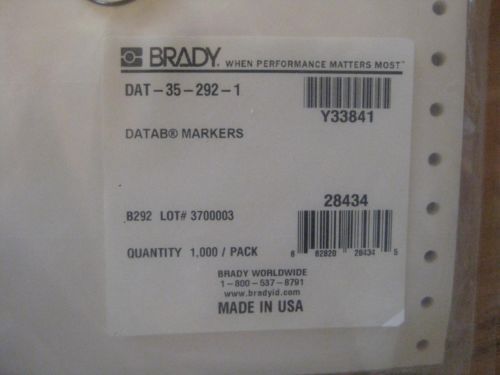 BRADY. WHEN PERFORMANCE MATTERS MOST™
DAT-35-292-1
Y33841
DATAB® MARKERS
28434
B292 LOT# 3700003
QUANTITY 1,000 / PACK
6 62820 28434 5
BRADY WORLDWIDE
1-800-537-8791
www.bradyid.com
MADE IN USA